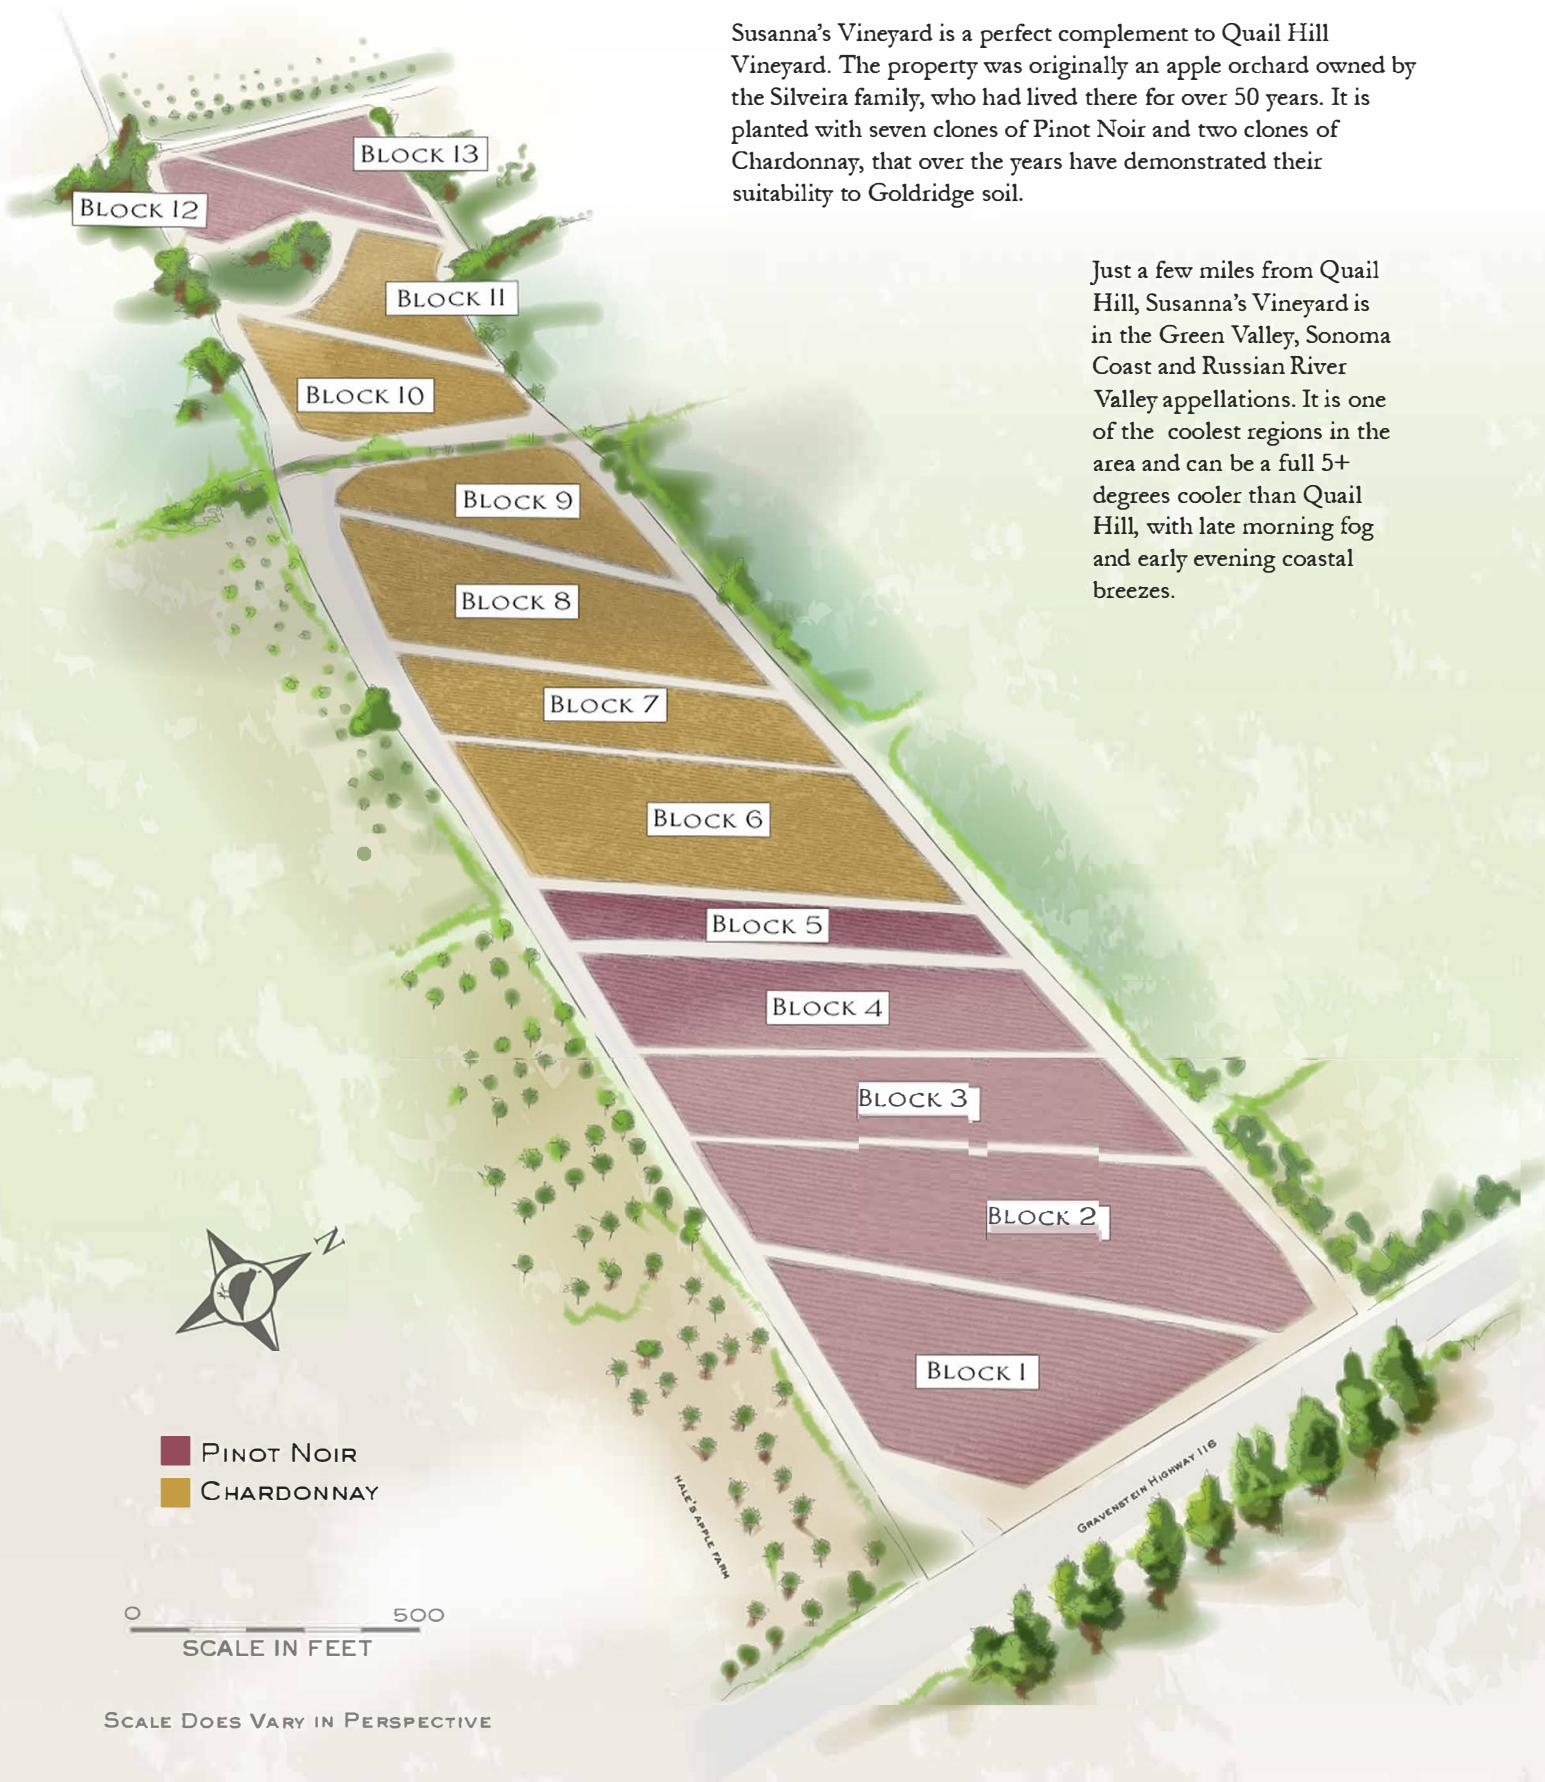 Susanna's Vineyard is a perfect complement to Quail Hill
Vineyard. The property was originally an apple orchard owned by
the Silveira family, who had lived there for over 50 years. It is
planted with seven clones of Pinot Noir and two clones of
Chardonnay, that over the years have demonstrated their
suitability to Goldridge soil.
Just a few miles from Quail
Hill, Susanna's Vineyard is
in the Green Valley, Sonoma
Coast and Russian River
Valley appellations. It is one
of the coolest regions in the
area and can be a full 5+
degrees cooler than Quail
Hill, with late morning fog
and early evening coastal
breezes.
Block 13
Block 12
Block 11
Block 10
Block 9
Block 8
Block 7
Block 6
Block 5
Block 4
Block 3
Block 2
Block 1
N
Pinot Noir
Chardonnay
Hale's Apple Farm
Gravenstein Highway 116
0 500
SCALE IN FEET
Scale Does Vary in Perspective